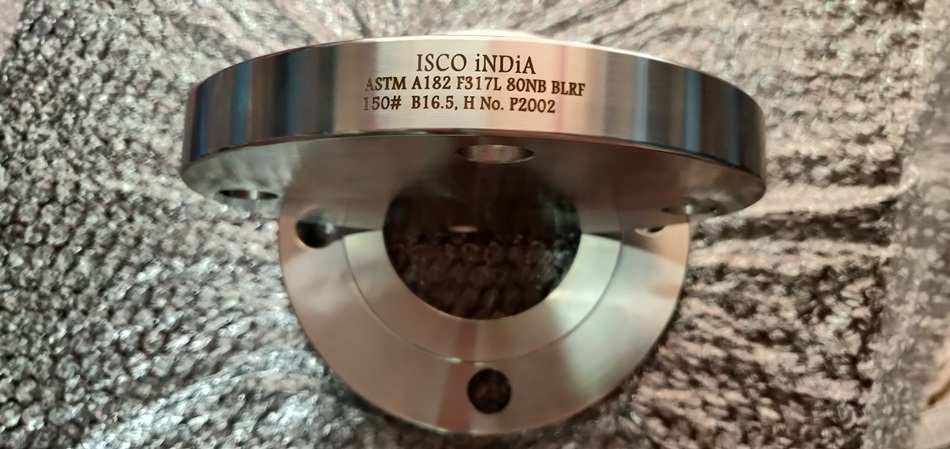 ISCO iNDiA
ASTM A182 F317L 80NB BLRF
150# B16.5, H No. P2002